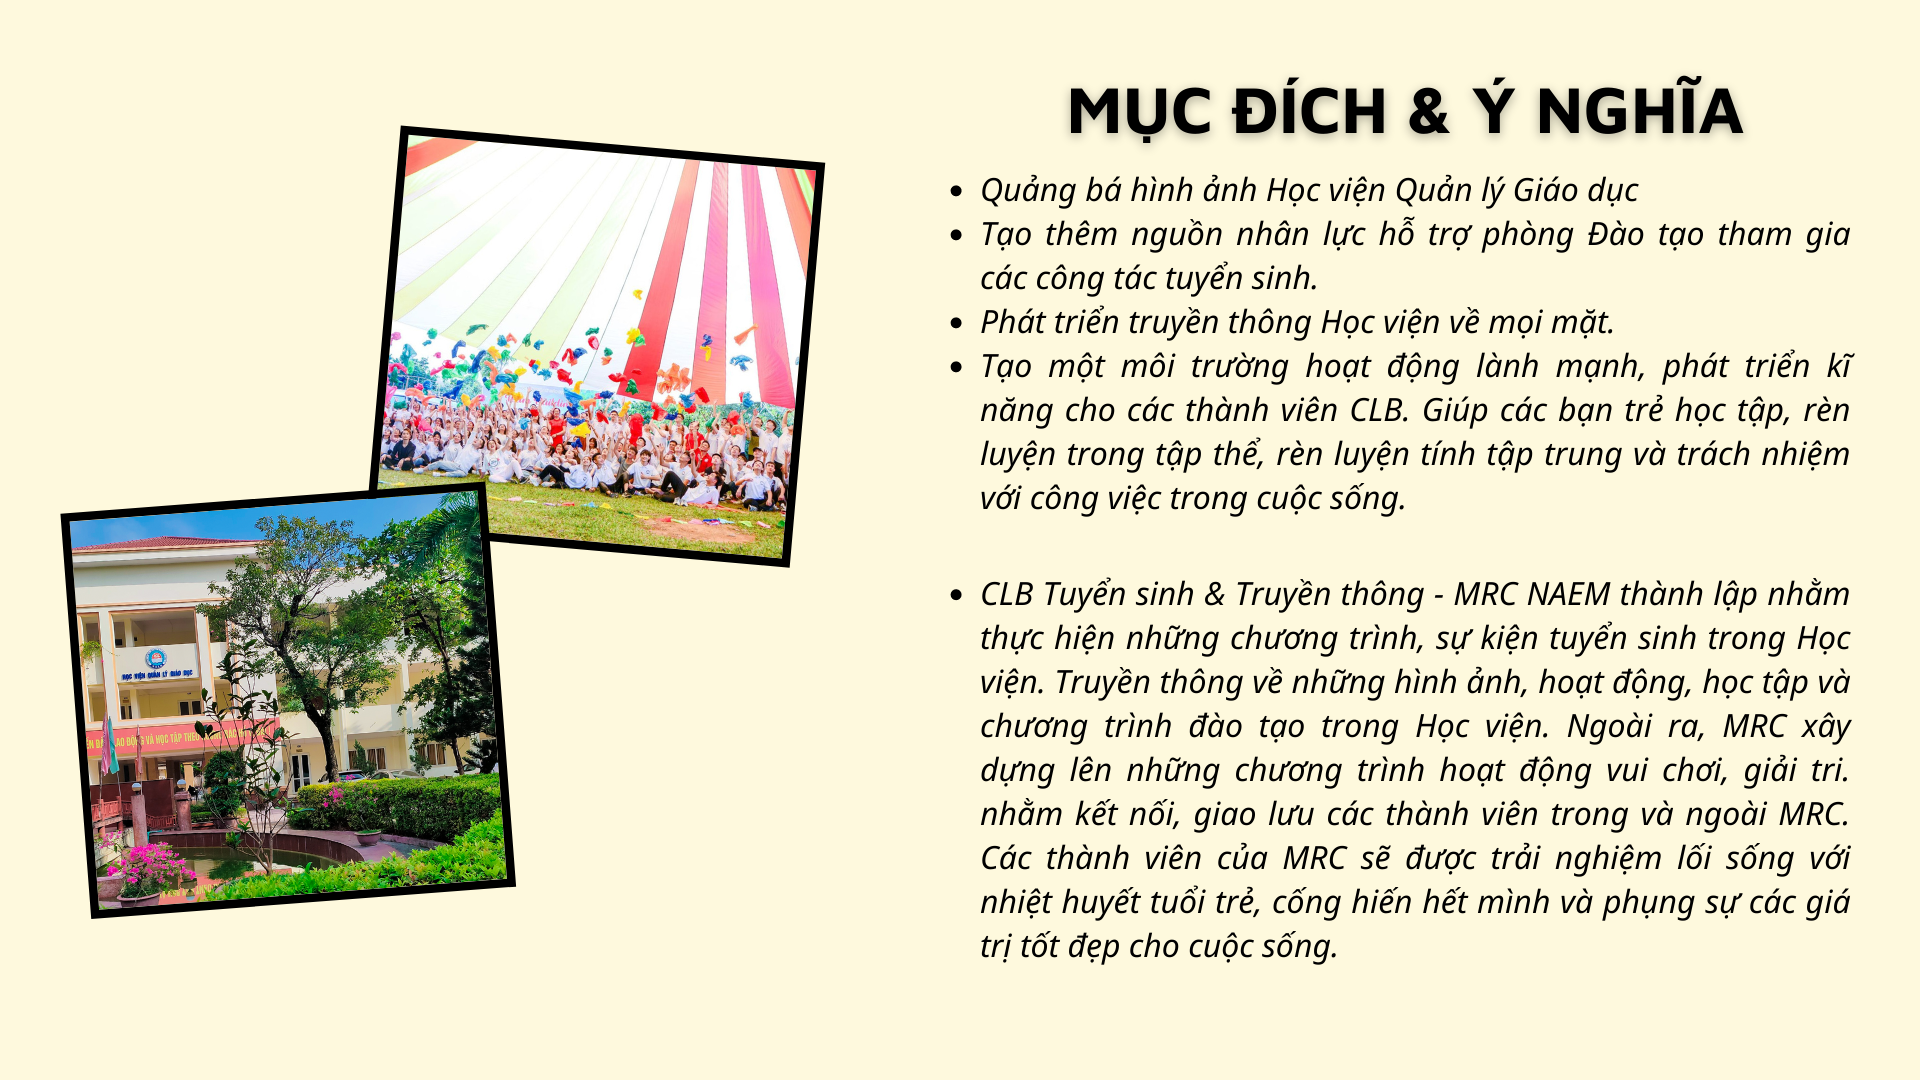 MỤC ĐÍCH & Ý NGHĨA
Quảng bá hình ảnh Học viện Quản lý Giáo dục
Tạo thêm nguồn nhân lực hỗ trợ phòng Đào tạo tham gia
các công tác tuyển sinh.
Phát triển truyền thông Học viện về mọi mặt.
Tạo một môi trường hoạt động lành mạnh, phát triển kĩ
năng cho các thành viên CLB. Giúp các bạn trẻ học tập, rèn
luyện trong tập thể, rèn luyện tính tập trung và trách nhiệm
với công việc trong cuộc sống.
CLB Tuyển sinh & Truyền thông - MRC NAEM thành lập nhằm
thực hiện những chương trình, sự kiện tuyển sinh trong Học
viện. Truyền thông về những hình ảnh, hoạt động, học tập và
chương trình đào tạo trong Học viện. Ngoài ra, MRC xây
dựng lên những chương trình hoạt động vui chơi, giải tri.
nhằm kết nối, giao lưu các thành viên trong và ngoài MRC.
Các thành viên của MRC sẽ được trải nghiệm lối sống với
nhiệt huyết tuổi trẻ, cống hiến hết mình và phụng sự các giá
trị tốt đẹp cho cuộc sống.
HỌC VIỆN QUẢN LÝ GIÁO DỤC
VÀ HỌC TẬP THEO